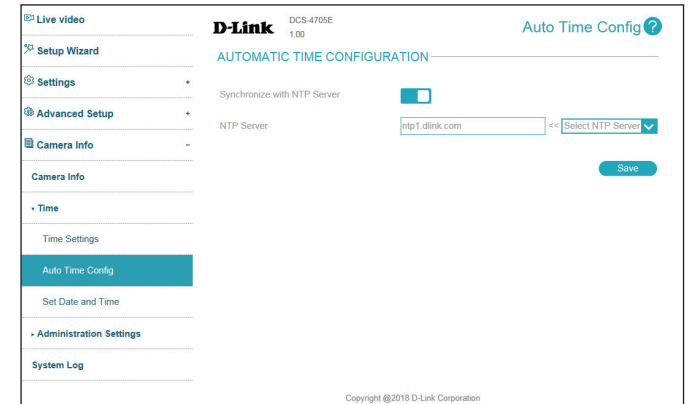 Live video
Setup Wizard
Settings +
Advanced Setup +
Camera Info -
Camera Info
Time
Time Settings
Auto Time Config
Set Date and Time
Administration Settings
System Log
D-Link DCS-4705E
1.00
Auto Time Config ?
AUTOMATIC TIME CONFIGURATION
Synchronize with NTP Server
NTP Server ntp1.dlink.com << Select NTP Server
Save
Copyright @2018 D-Link Corporation